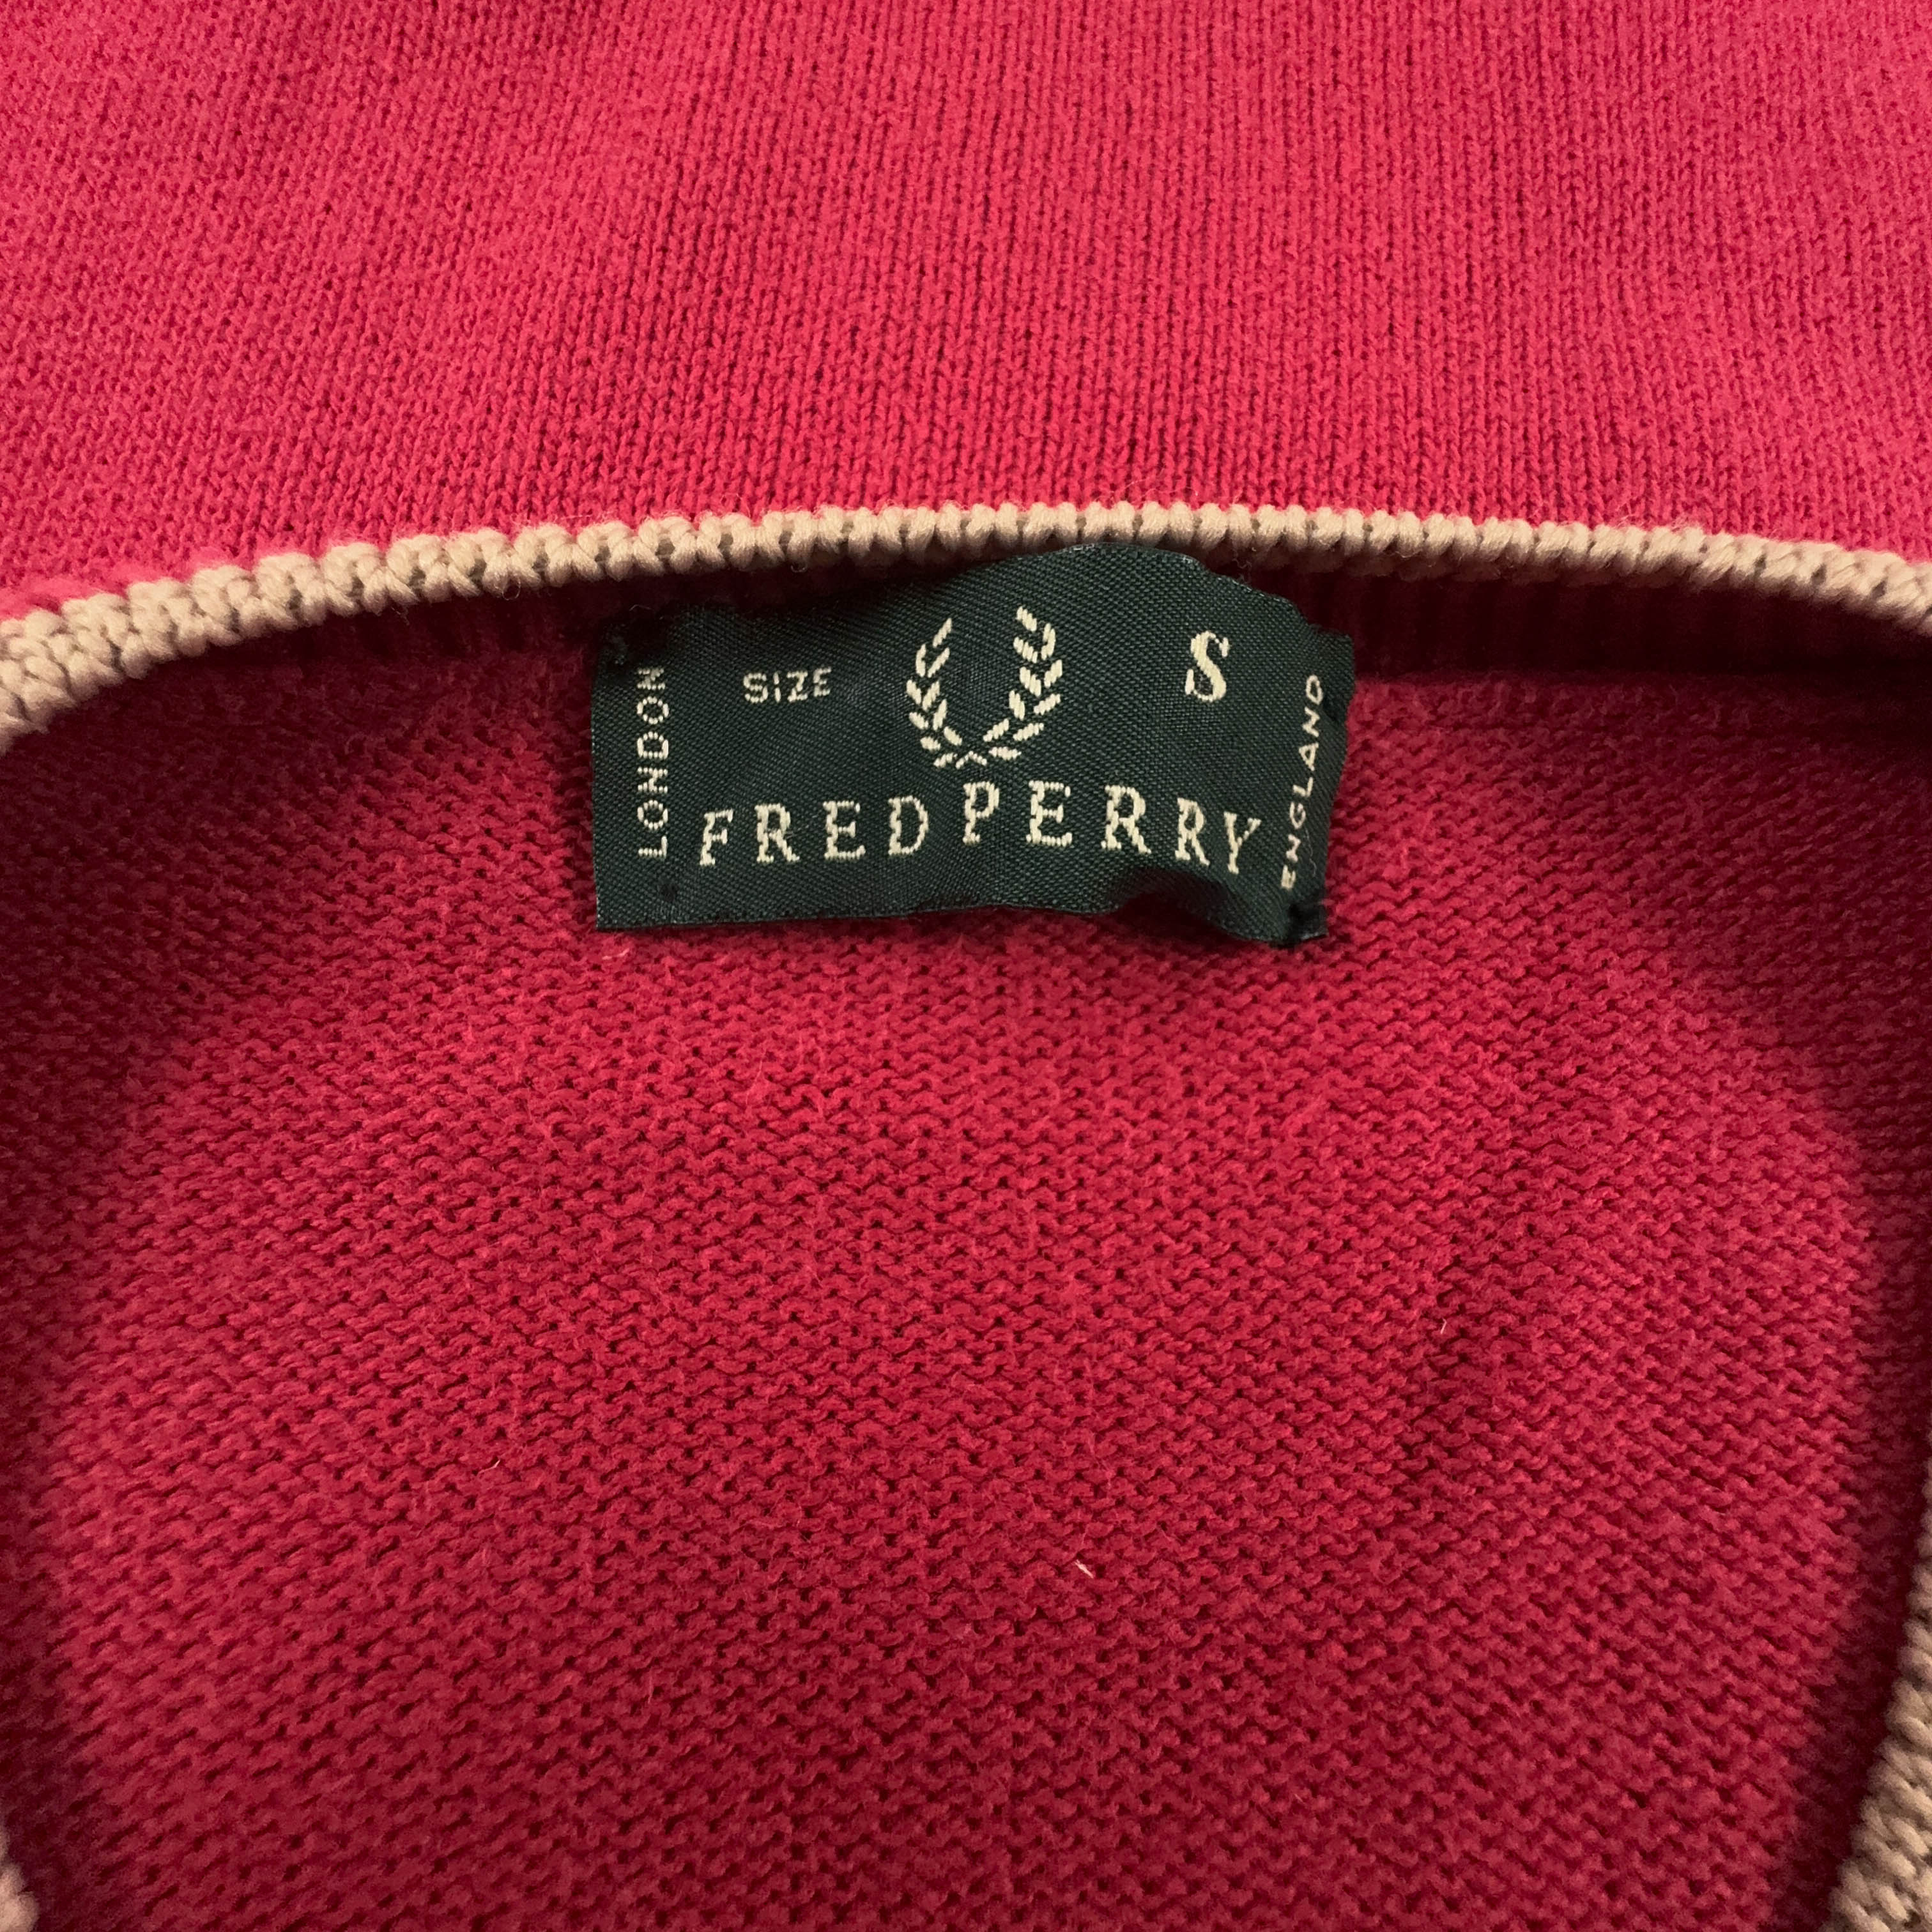 LONDON
SIZE S
FRED PERRY
ENGLAND